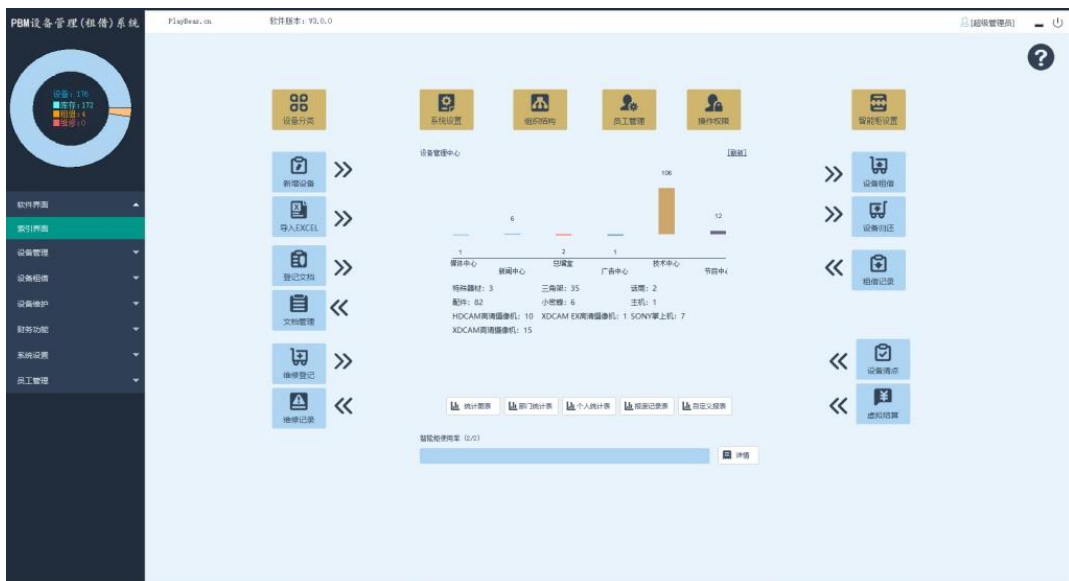 PBM设备管理(租借)系统
PlayBear.cn 软件版本: V3.0.0
[超级管理员]
设备: 176
库存: 172
租借: 4
维修: 0
软件界面
索引界面
设备管理
设备租借
设备维护
财务功能
系统设置
员工管理
设备分类
系统设置
组织结构
员工管理
操作权限
智能柜设置
新增设备
导入EXCEL
登记文档
文档管理
维修登记
维修记录
设备管理中心 [刷新]
106
6
12
1 2 1
媒体中心 新闻中心 总编室 广告中心 技术中心 节目中心
特殊器材: 3 三角架: 35 话筒: 2
配件: 82 小蜜蜂: 6 主机: 1
HDCAM高清摄像机: 10 XDCAM EX高清摄像机: 1 SONY掌上机: 7
XDCAM高清摄像机: 15
统计图表 部门统计表 个人统计表 报废记录表 自定义报表
智能柜使用率 (2/2)
详情
设备租借
设备归还
租借记录
设备清点
虚拟结算